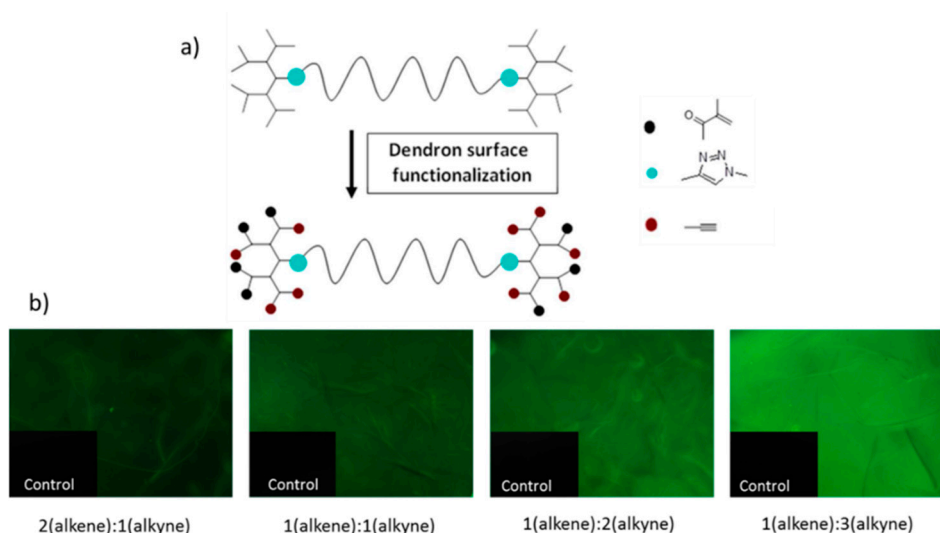 a)
Dendron surface
functionalization
O
N
N
N
b)
Control
Control
Control
Control
2(alkene):1(alkyne)
1(alkene):1(alkyne)
1(alkene):2(alkyne)
1(alkene):3(alkyne)